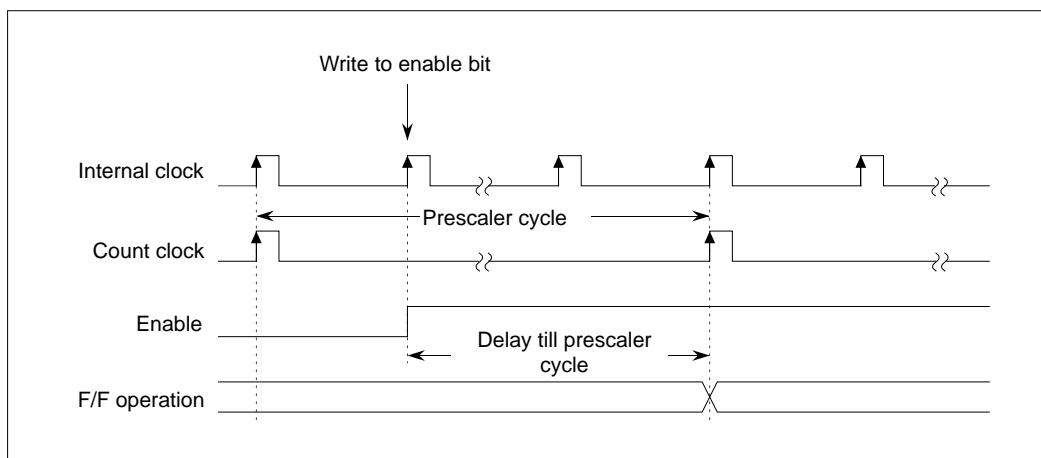 Write to enable bit
Internal clock
Prescaler cycle
Count clock
Enable
Delay till prescaler
cycle
F/F operation